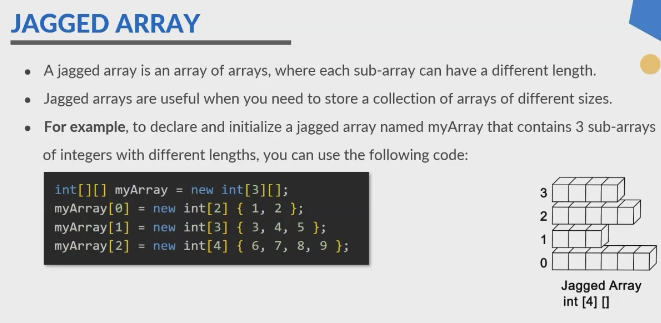 JAGGED ARRAY
• A jagged array is an array of arrays, where each sub-array can have a different length.
• Jagged arrays are useful when you need to store a collection of arrays of different sizes.
• For example, to declare and initialize a jagged array named myArray that contains 3 sub-arrays
of integers with different lengths, you can use the following code:
int[][] myArray = new int[3][];
myArray[0] = new int[2] { 1, 2 };
myArray[1] = new int[3] { 3, 4, 5 };
myArray[2] = new int[4] { 6, 7, 8, 9 };
3
2
1
0
Jagged Array
int [4] []